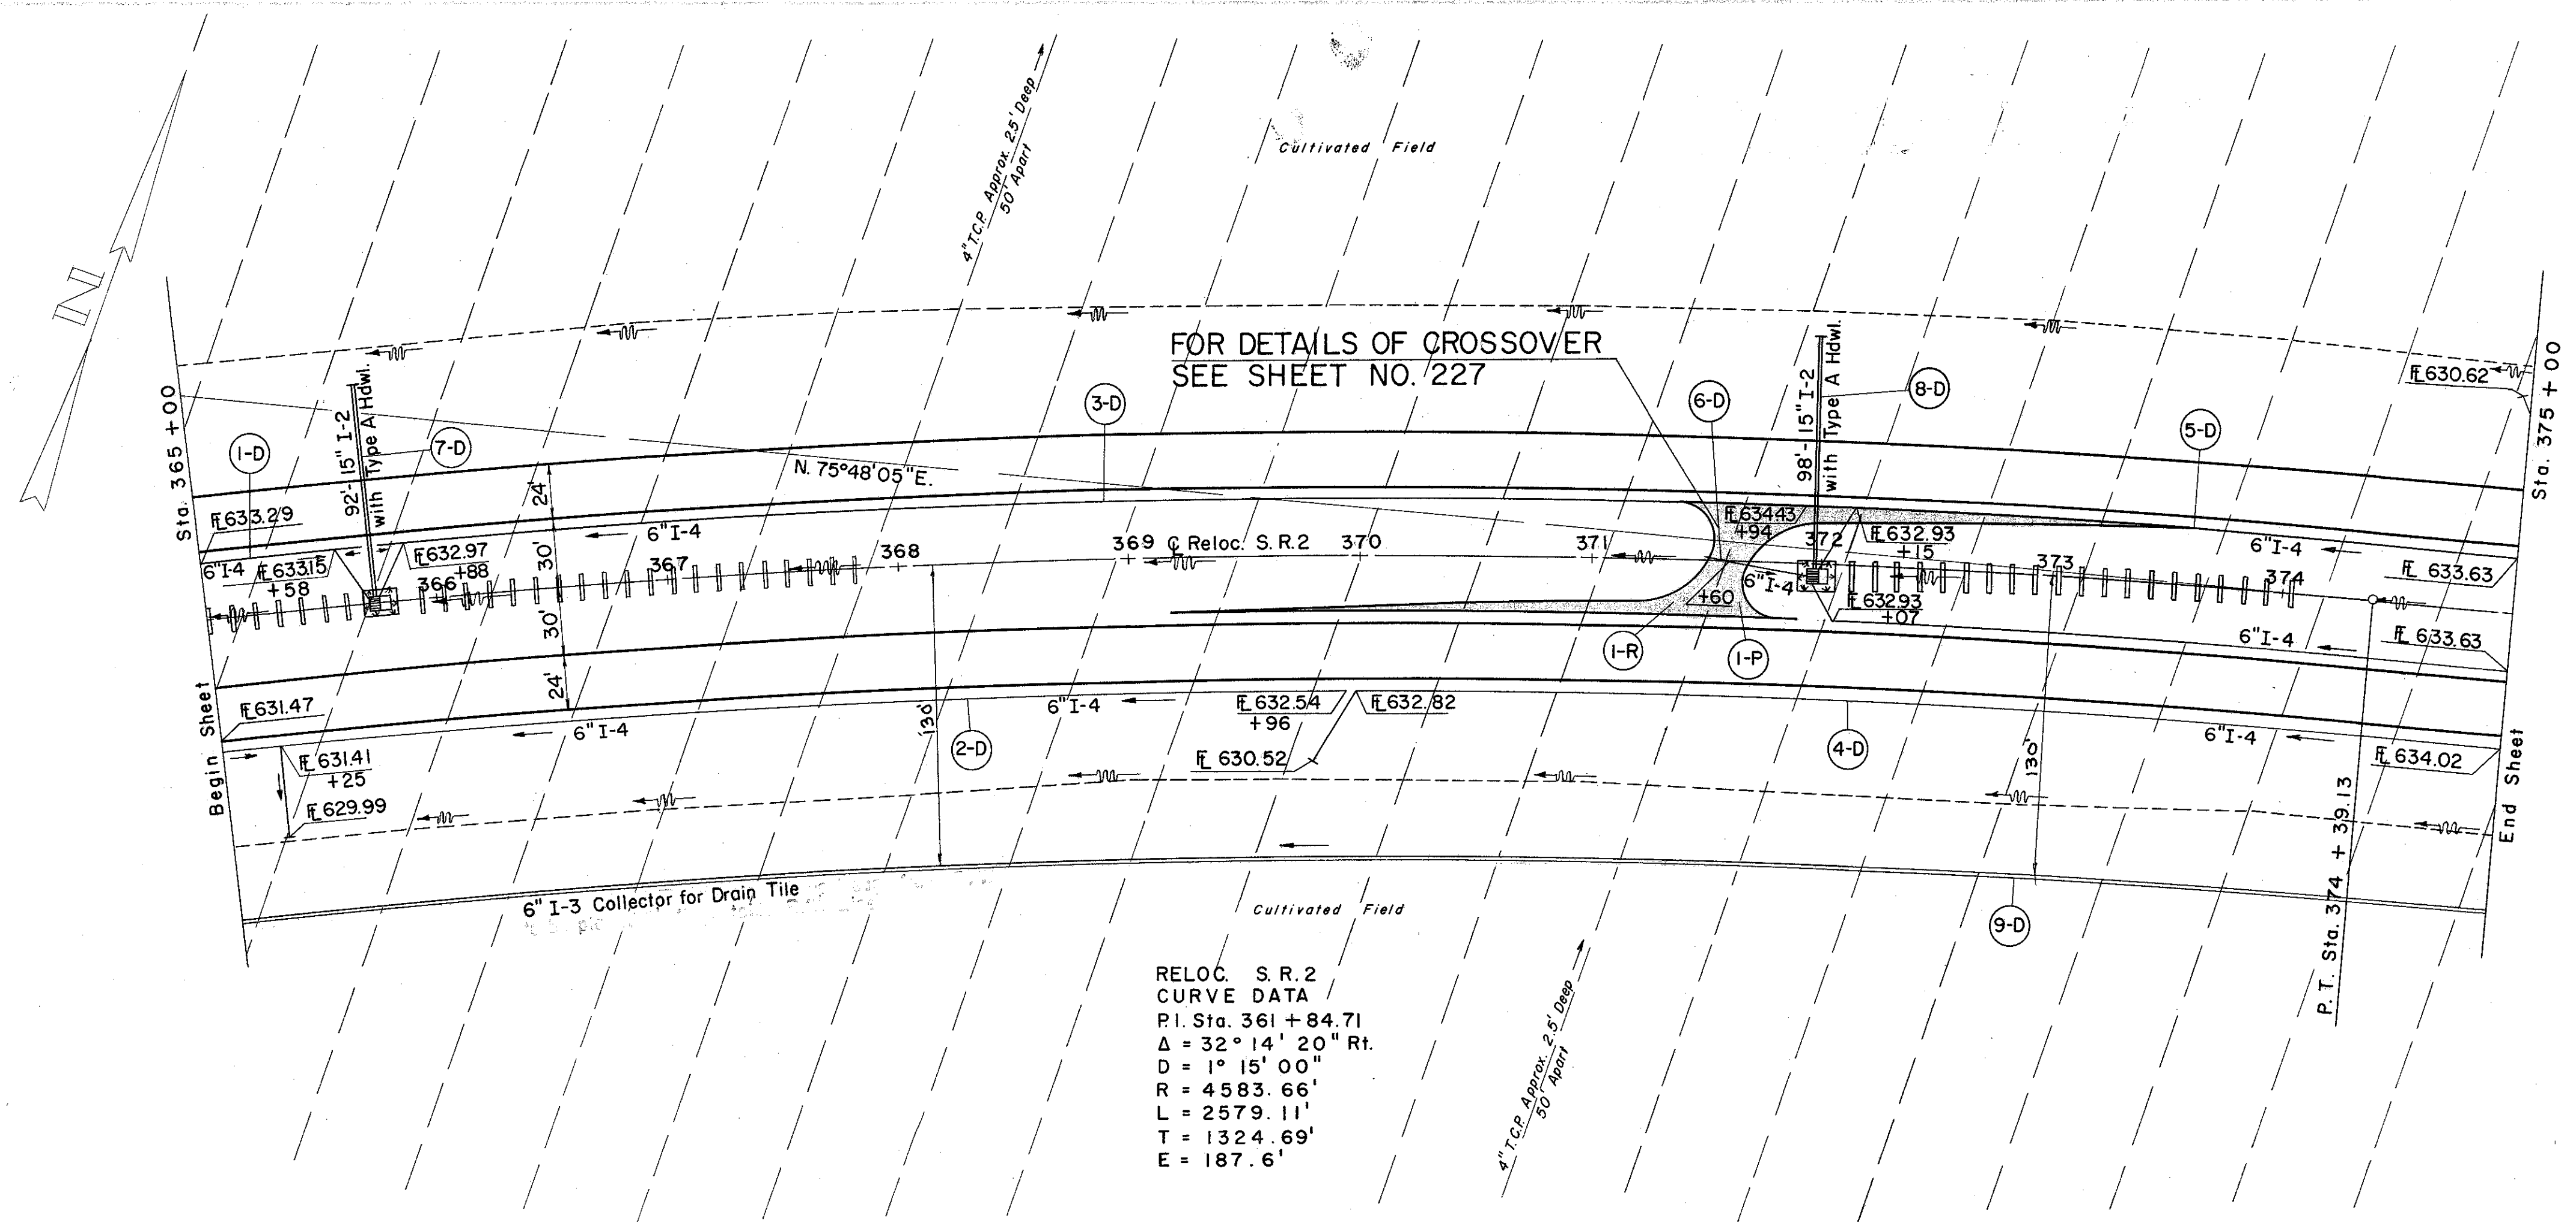 4" T.C.P. Approx. 2.5' Deep
50' Apart
Cultivated Field
N
FOR DETAILS OF CROSSOVER
SEE SHEET NO. 227
Sta. 365 + 00
Sta. 375 + 00
℄ 630.62
1-D
92'-15" I-2
with Type A Hdwl.
7-D
3-D
6-D
98'-15" I-2
with Type A Hdwl.
8-D
5-D
N. 75°48'05"E.
24'
FL 633.29
6" I-4
FL 634.43
+94
FL 632.97
+88
30'
368
369
℄ Reloc. S.R.2
370
371
372
FL 632.93
+15
6" I-4
6" I-4
FL 633.15
+58
366
367
373
374
FL 633.63
6" I-4
+60
FL 632.93
+07
30'
6" I-4
FL 633.63
1-R
1-P
24'
Begin Sheet
FL 631.47
130'
6" I-4
FL 632.54
+96
FL 632.82
6" I-4
2-D
4-D
6" I-4
FL 631.41
+25
FL 630.52
130'
FL 634.02
End Sheet
FL 629.99
P.T. Sta. 374 + 39.13
6" I-3 Collector for Drain Tile
Cultivated Field
9-D
RELOC. S.R.2
CURVE DATA
P.I. Sta. 361 + 84.71
Δ = 32° 14' 20" Rt.
D = 1° 15' 00"
R = 4583.66'
L = 2579.11'
T = 1324.69'
E = 187.6'
4" T.C.P. Approx. 2.5' Deep
50' Apart